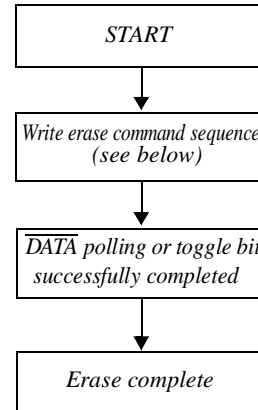 START
Write erase command sequence
(see below)
DATA polling or toggle bit
successfully completed
Erase complete